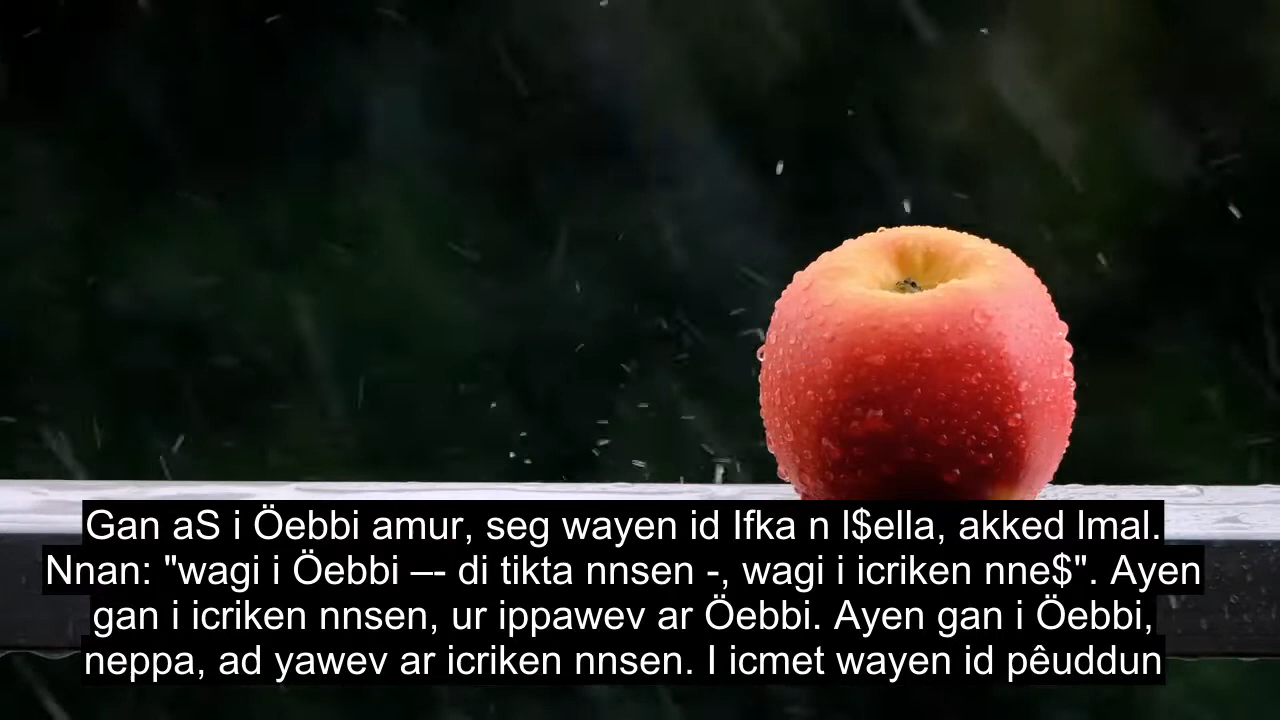 Gan aS i Öebbi amur, seg wayen id Ifka n l$ella, akked lmal.
Nnan: "wagi i Öebbi –- di tikta nnsen -, wagi i icriken nne$". Ayen
gan i icriken nnsen, ur ippawev ar Öebbi. Ayen gan i Öebbi,
neppa, ad yawev ar icriken nnsen. I icmet wayen id pêuddun